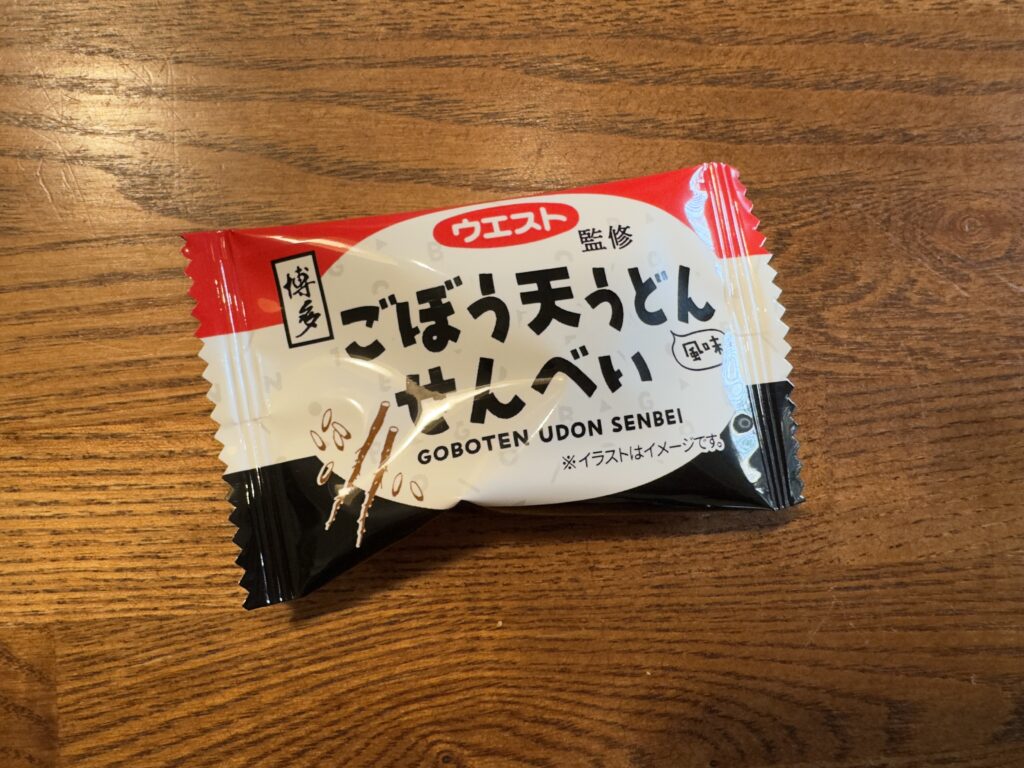 ウエスト 監修
博多
ごぼう天うどん
風味
せんべい
GOBOTEN UDON SENBEI
※イラストはイメージです。